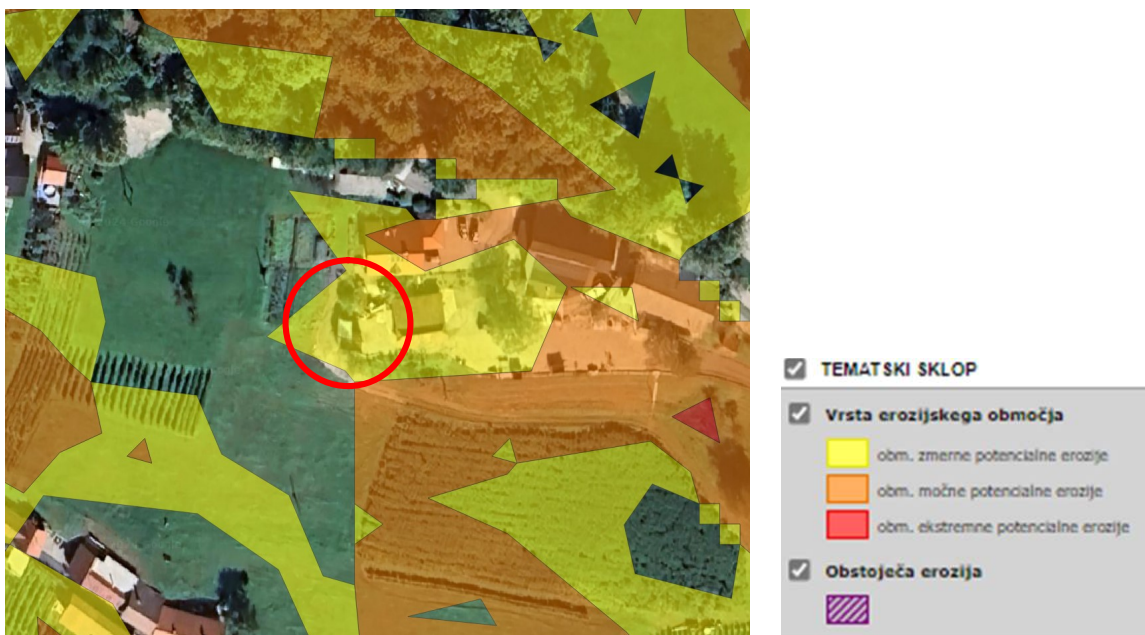 TEMATSKI SKLOP
Vrsta erozijskega območja
obm. zmerne potencialne erozije
obm. močne potencialne erozije
obm. ekstremne potencialne erozije
Obstoječa erozija